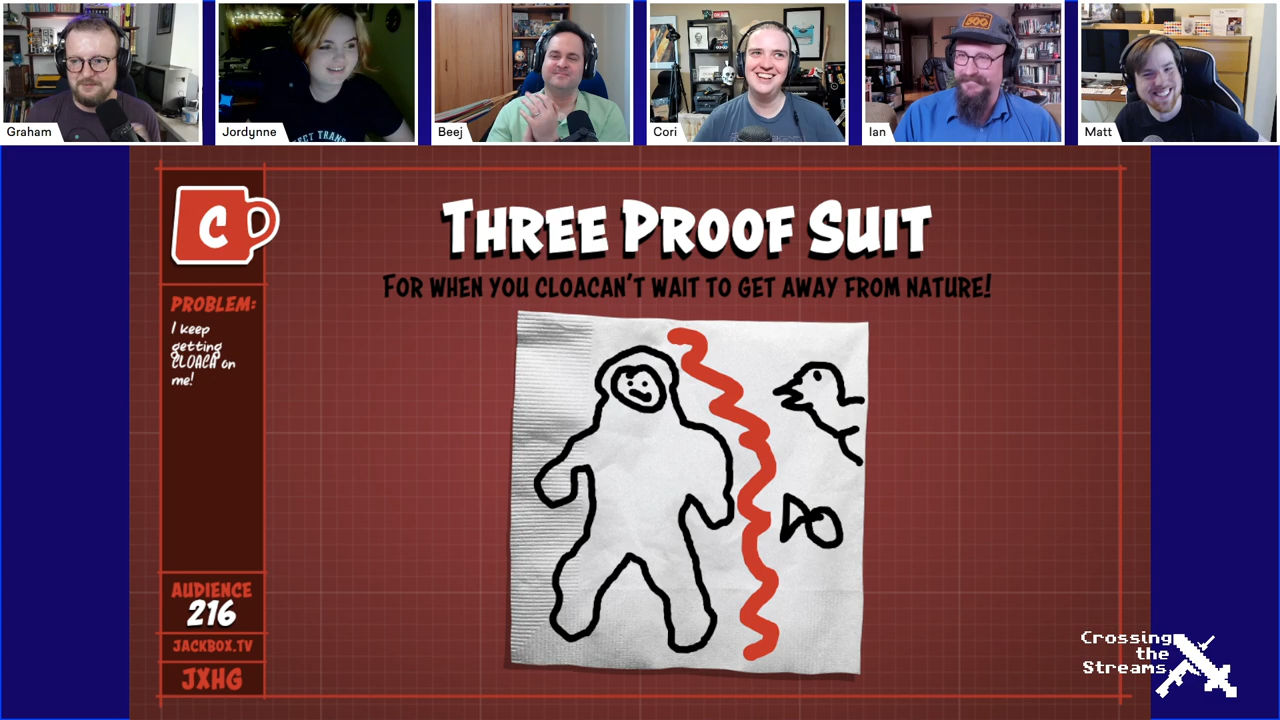 Graham
Jordynne
Beej
Cori
Ian
Matt
C
THREE PROOF SUIT
FOR WHEN YOU CLOACAN'T WAIT TO GET AWAY FROM NATURE!
PROBLEM:
I keep
getting
CLOACA on
me!
AUDIENCE
216
JACKBOX.TV
JXHG
Crossing
the
Streams